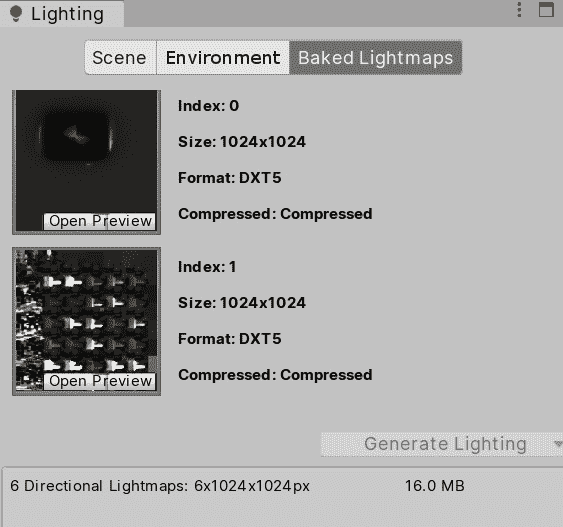 Lighting
Scene Environment Baked Lightmaps
Index: 0
Size: 1024x1024
Format: DXT5
Compressed: Compressed
Open Preview
Index: 1
Size: 1024x1024
Format: DXT5
Compressed: Compressed
Open Preview
Generate Lighting
6 Directional Lightmaps: 6x1024x1024px 16.0 MB